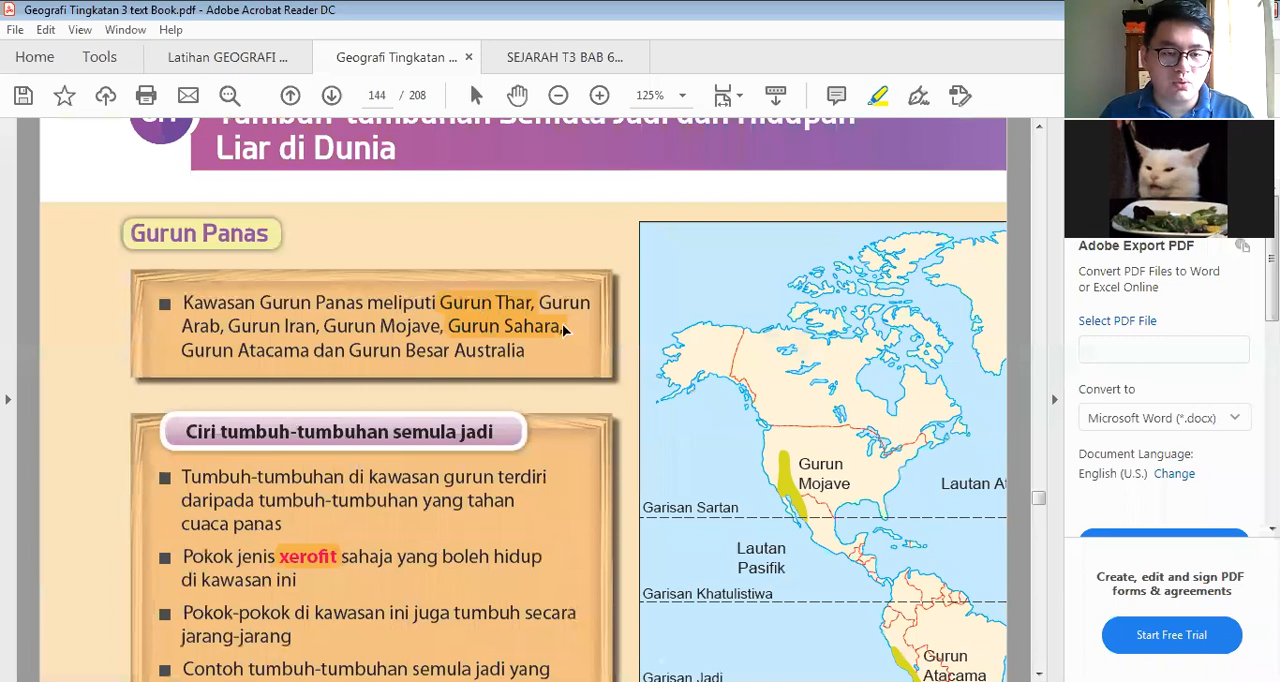 Geografi Tingkatan 3 text Book.pdf - Adobe Acrobat Reader DC
File Edit View Window Help
Home Tools Latihan GEOGRAFI ... Geografi Tingkatan ... × SEJARAH T3 BAB 6...
144 / 208 125%
Tumbuh-tumbuhan Semula Jadi dan Hidupan
Liar di Dunia
Gurun Panas
Kawasan Gurun Panas meliputi Gurun Thar, Gurun
Arab, Gurun Iran, Gurun Mojave, Gurun Sahara,
Gurun Atacama dan Gurun Besar Australia
Ciri tumbuh-tumbuhan semula jadi
Tumbuh-tumbuhan di kawasan gurun terdiri
daripada tumbuh-tumbuhan yang tahan
cuaca panas
Pokok jenis xerofit sahaja yang boleh hidup
di kawasan ini
Pokok-pokok di kawasan ini juga tumbuh secara
jarang-jarang
Contoh tumbuh-tumbuhan semula jadi yang
Gurun
Mojave
Lautan At
Garisan Sartan
Lautan
Pasifik
Garisan Khatulistiwa
Gurun
Atacama
Garisan Jadi
Adobe Export PDF
Convert PDF Files to Word
or Excel Online
Select PDF File
Convert to
Microsoft Word (*.docx)
Document Language:
English (U.S.) Change
Create, edit and sign PDF
forms & agreements
Start Free Trial